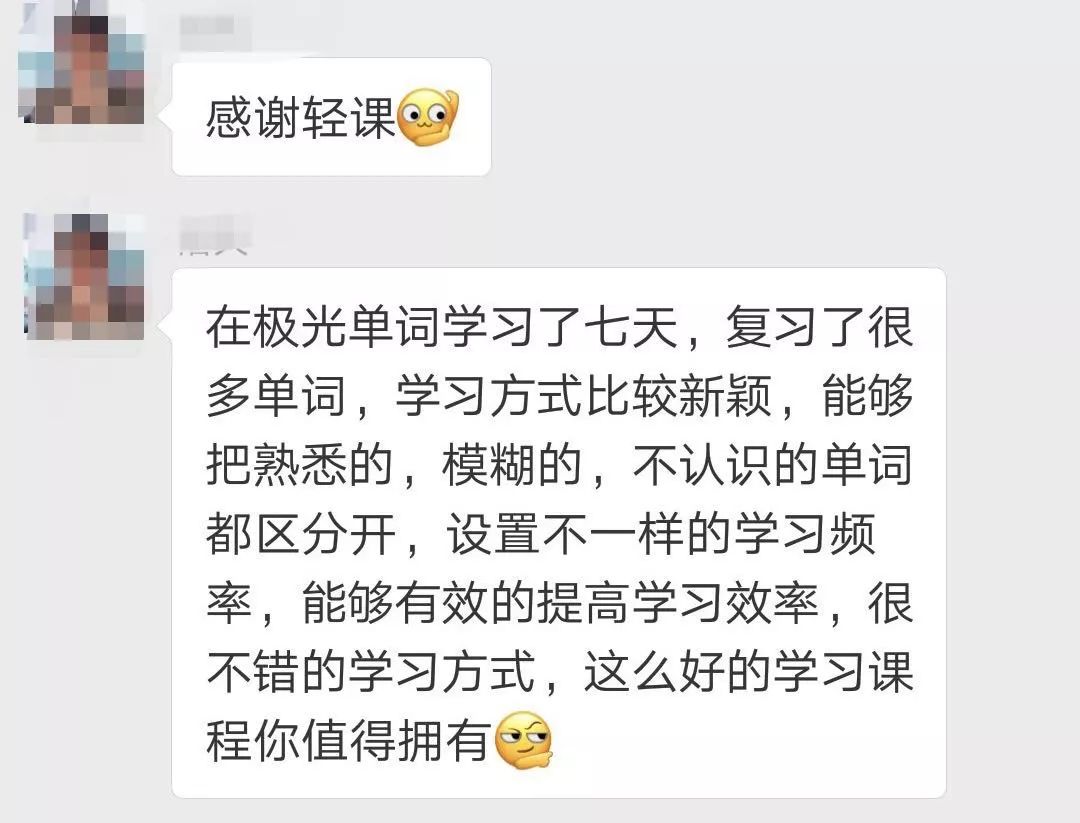 感谢轻课
在极光单词学习了七天，复习了很
多单词，学习方式比较新颖，能够
把熟悉的，模糊的，不认识的单词
都区分开，设置不一样的学习频
率，能够有效的提高学习效率，很
不错的学习方式，这么好的学习课
程你值得拥有